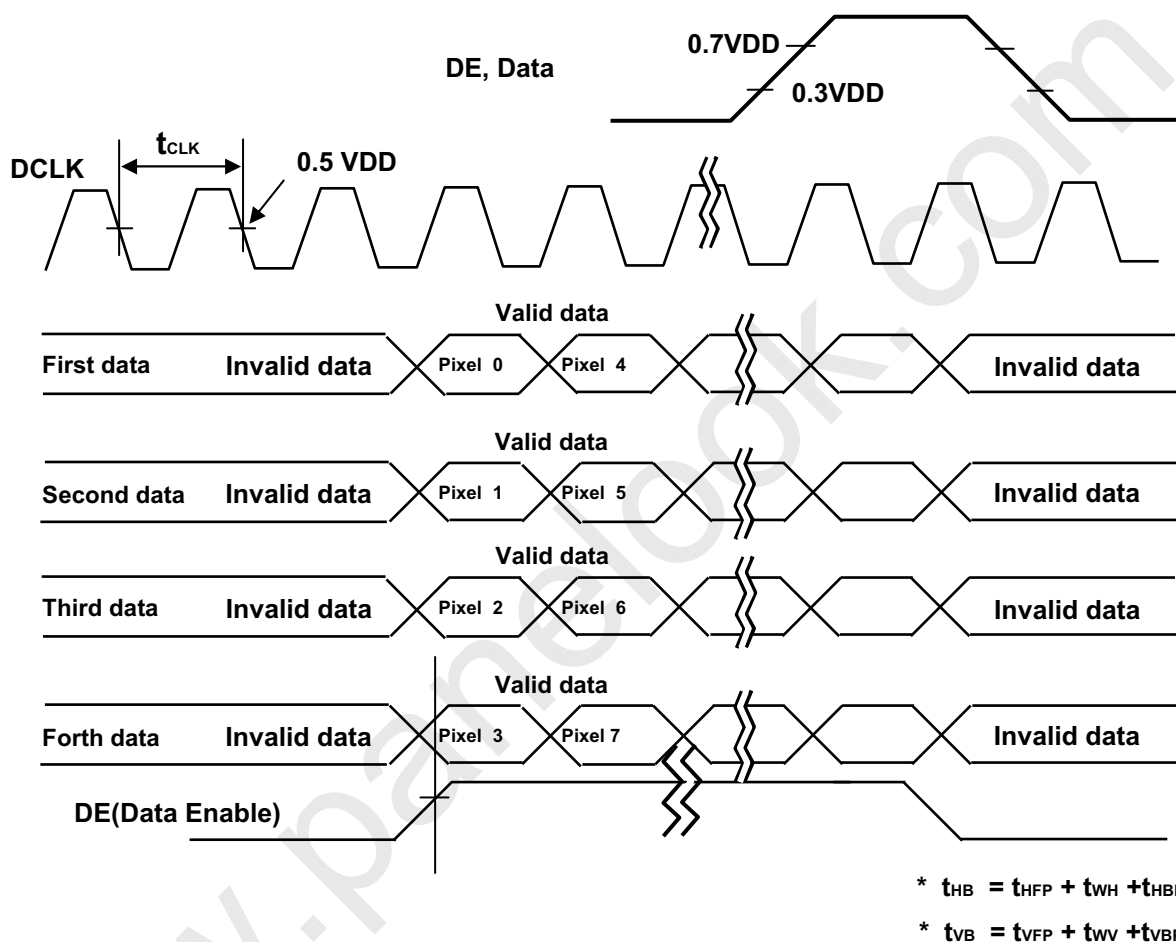 0.7VDD
DE, Data
0.3VDD
tCLK
DCLK
0.5 VDD
Valid data
First data Invalid data Pixel 0 Pixel 4 Invalid data
Valid data
Second data Invalid data Pixel 1 Pixel 5 Invalid data
Valid data
Third data Invalid data Pixel 2 Pixel 6 Invalid data
Valid data
Forth data Invalid data Pixel 3 Pixel 7 Invalid data
DE(Data Enable)
* tHB = tHFP + tWH +
* tVB = tVFP + tWV +
www.panelook.com